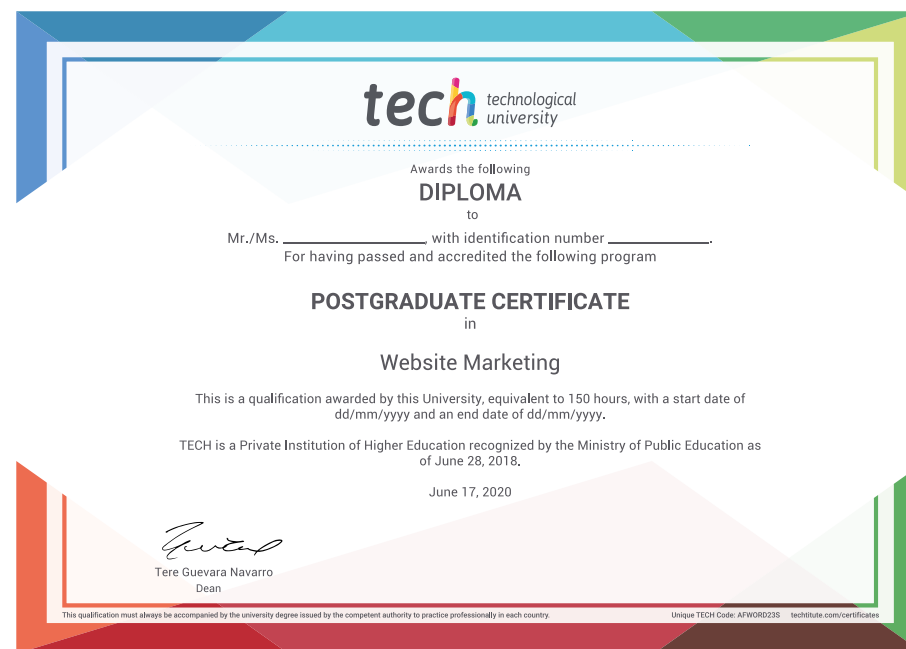 tech technological
university
Awards the following
DIPLOMA
to
Mr./Ms. ____________________, with identification number ______________.
For having passed and accredited the following program
POSTGRADUATE CERTIFICATE
in
Website Marketing
This is a qualification awarded by this University, equivalent to 150 hours, with a start date of
dd/mm/yyyy and an end date of dd/mm/yyyy.
TECH is a Private Institution of Higher Education recognized by the Ministry of Public Education as
of June 28, 2018.
June 17, 2020
Tere Guevara Navarro
Dean
This qualification must always be accompanied by the university degree issued by the competent authority to practice professionally in each country.
Unique TECH Code: AFWORD23S techtitute.com/certificates